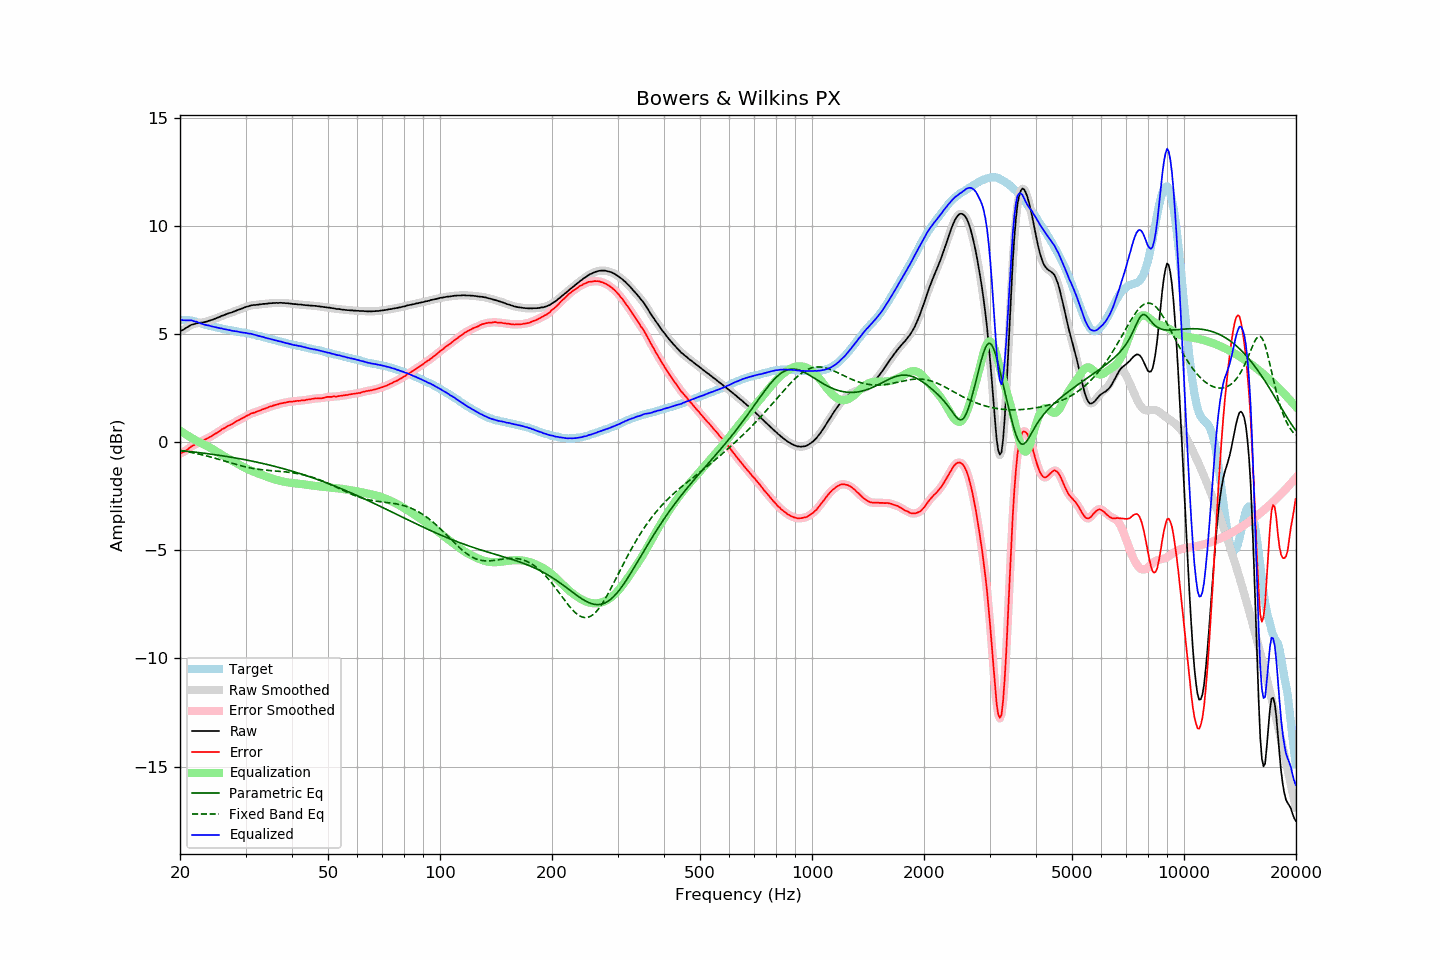 Bowers & Wilkins PX
Amplitude (dBr)
15
10
5
0
−5
−10
−15
Target
Raw Smoothed
Error Smoothed
Raw
Error
Equalization
Parametric Eq
Fixed Band Eq
Equalized
20 50 100 200 500 1000 2000 5000 10000 20000
Frequency (Hz)